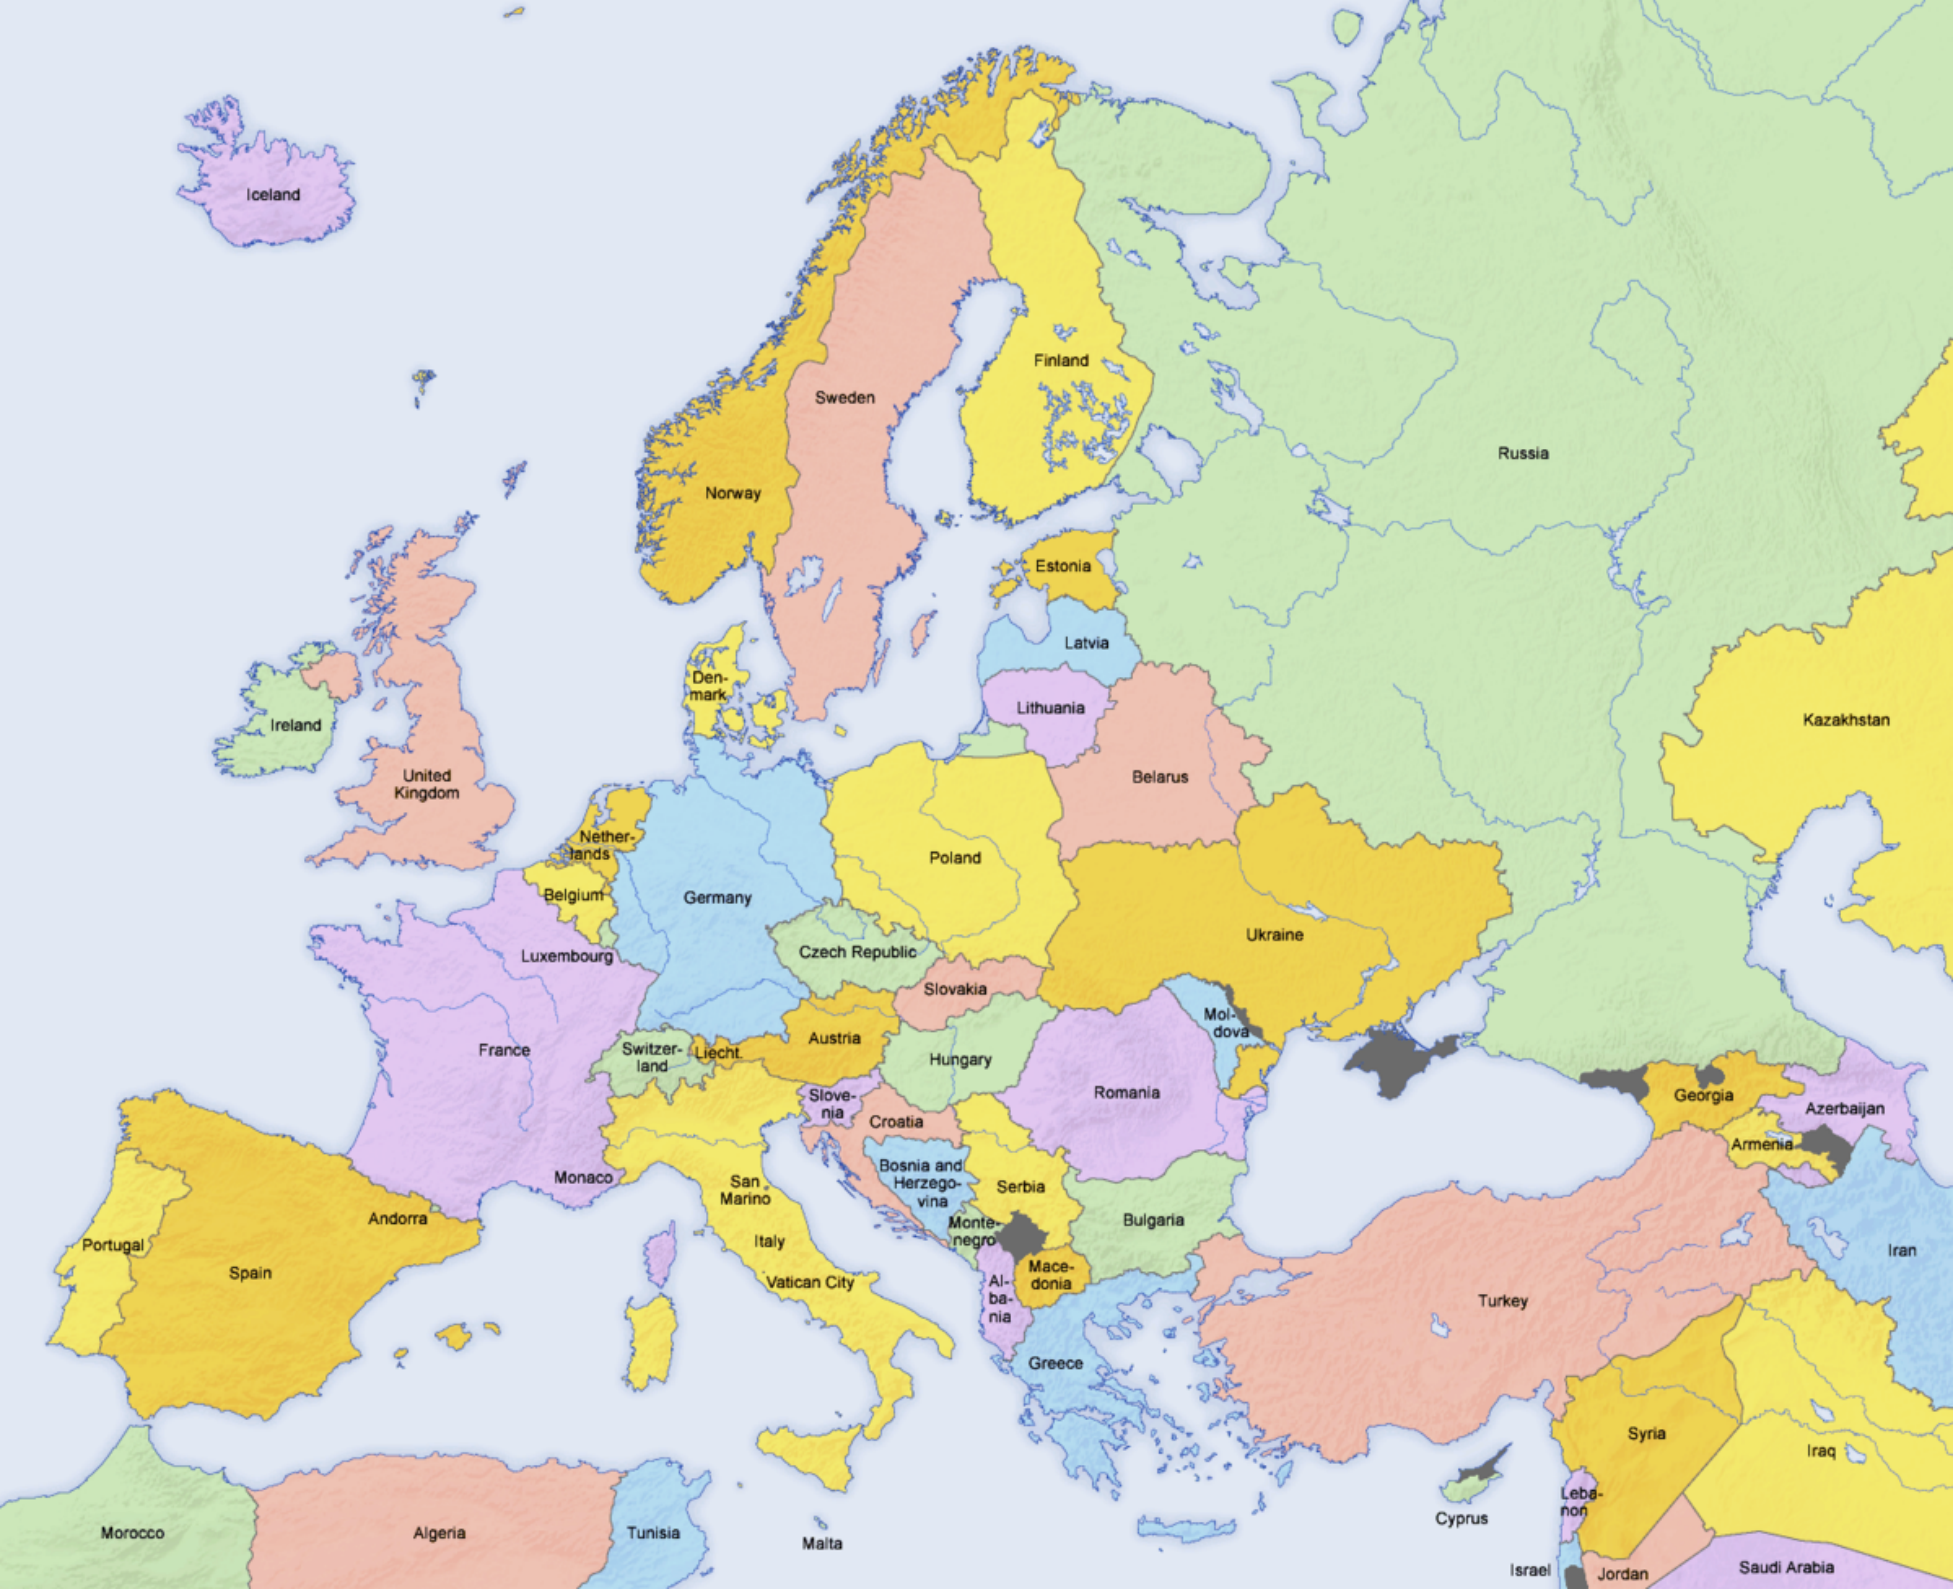 Iceland
Finland
Sweden
Russia
Norway
Estonia
Latvia
Den-
mark
Lithuania
Ireland
Kazakhstan
United
Kingdom
Belarus
Nether-
lands
Poland
Belgium
Germany
Ukraine
Czech Republic
Luxembourg
Slovakia
Mol-
dova
Austria
France
Switzer-
land
Liecht.
Hungary
Romania
Georgia
Slove-
nia
Azerbaijan
Croatia
Armenia
Bosnia and
Herzego-
vina
Monaco
San
Marino
Serbia
Andorra
Bulgaria
Monte-
negro
Portugal
Italy
Iran
Spain
Mace-
donia
Vatican City
Al-
ba-
nia
Turkey
Greece
Syria
Iraq
Leba-
non
Cyprus
Morocco
Algeria
Tunisia
Malta
Israel
Jordan
Saudi Arabia